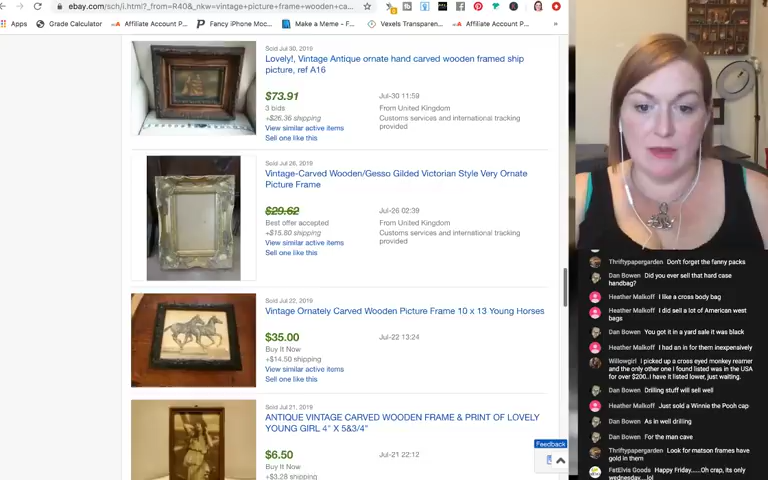 ebay.com/sch/i.html?_from=R40&_nkw=vintage+picture+frame+wooden+ca...
Apps
Grade Calculator
Affiliate Account P...
Fancy iPhone Moc...
Make a Meme - F...
Vexels Transparen...
Affiliate Account P...
Sold Jul 30, 2019
Lovely!, Vintage Antique ornate hand carved wooden framed ship
picture, ref A16
$73.91
Jul-30 11:59
3 bids
From United Kingdom
+$26.36 shipping
Customs services and international tracking
provided
View similar active items
Sell one like this
Sold Jul 26, 2019
Vintage-Carved Wooden/Gesso Gilded Victorian Style Very Ornate
Picture Frame
$29.62
Jul-26 02:39
Best offer accepted
From United Kingdom
+$15.80 shipping
Customs services and international tracking
provided
View similar active items
Sell one like this
Sold Jul 22, 2019
Vintage Ornately Carved Wooden Picture Frame 10 x 13 Young Horses
$35.00
Jul-22 13:24
Buy It Now
+$14.50 shipping
View similar active items
Sell one like this
Sold Jul 21, 2019
ANTIQUE VINTAGE CARVED WOODEN FRAME & PRINT OF LOVELY
YOUNG GIRL 4" X 5&3/4"
$6.50
Jul-21 22:12
Buy It Now
+$3.28 shipping
Feedback
Thriftypapergarden Don't forget the fanny packs
Dan Bowen Did you ever sell that hard case
handbag?
Heather Malkoff I like a cross body bag
Heather Malkoff I did sell a lot of American west
bags
Dan Bowen You got it in a yard sale it was black
Heather Malkoff I had an in for them inexpensively
Willowgirl I picked up a cross eyed monkey reamer
and the only other one I found listed was in the USA
for over $200..I have it listed lower, just waiting.
Dan Bowen Drilling stuff will sell well
Heather Malkoff Just sold a Winnie the Pooh cap
Dan Bowen As in well drilling
Dan Bowen For the man cave
Thriftypapergarden Look for matson frames have
gold in them
FatElvis Goods Happy Friday......Oh crap, its only
wednesday....lol